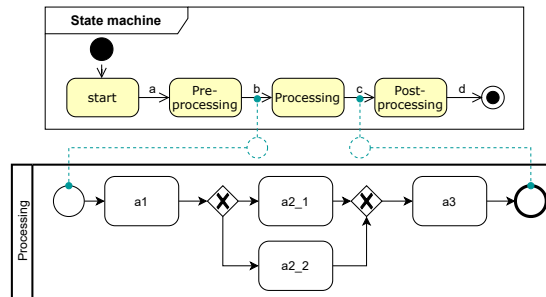 State machine
start
a
Pre-
processing
b
Processing
c
Post-
processing
d
Processing
a1
a2_1
a3
a2_2